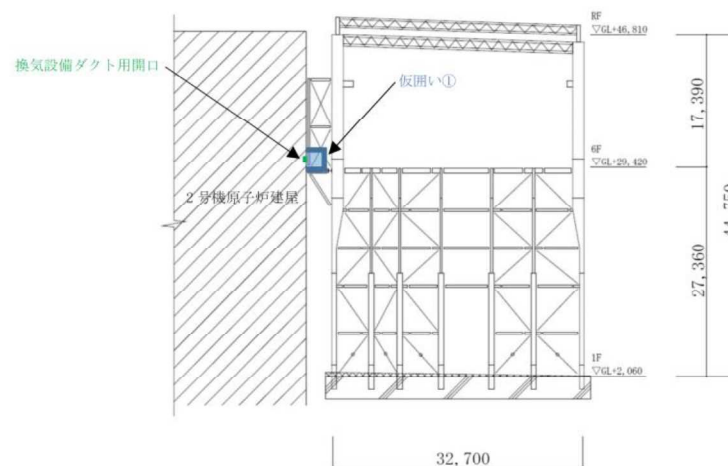 RF
▽GL+46,810
換気設備ダクト用開口
仮囲い①
17,390
6F
▽GL+29,420
2号機原子炉建屋
44,750
27,360
1F
▽GL+2,060
32,700